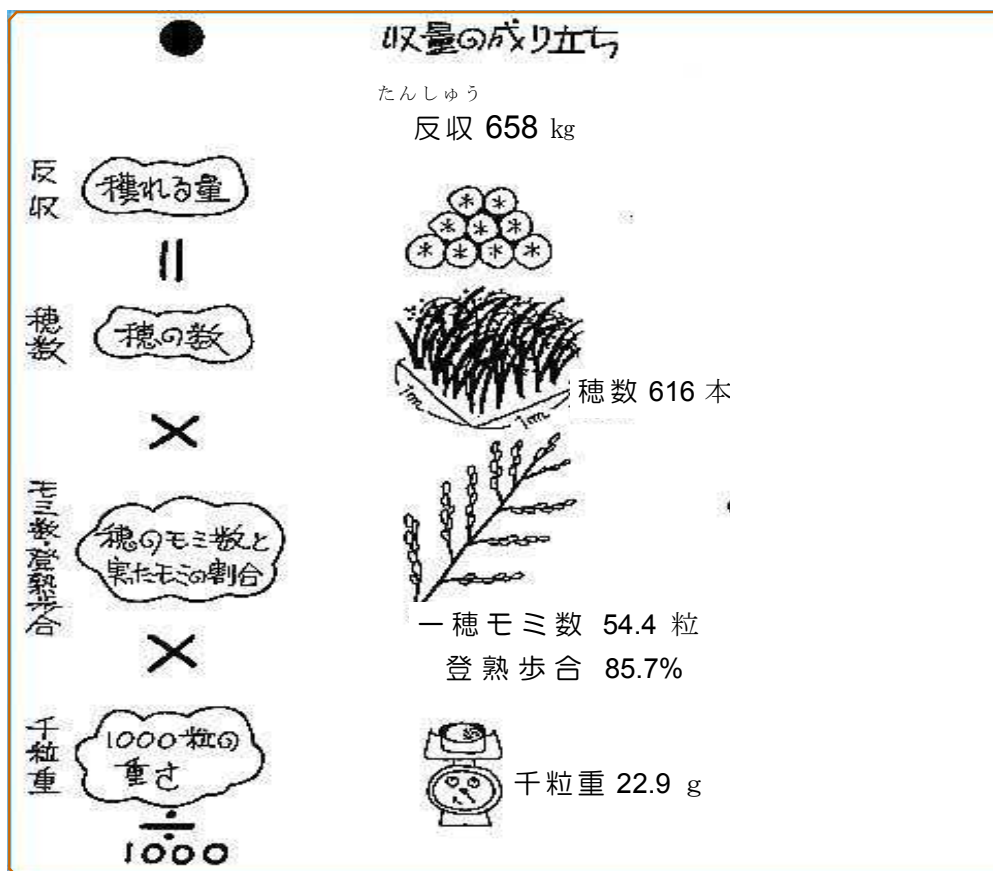 ● 収量の成り立ち
たんしゅう
反収 658 kg
反収
穫れる量
＝
穂数
穂の数
1m
1m
穂数 616 本
×
モミ数・登熟歩合
穂のモミ数と
実たモミの割合
一穂モミ数 54.4 粒
登熟歩合 85.7%
×
千粒重
1000粒の
重さ
千粒重 22.9 g
÷
1000